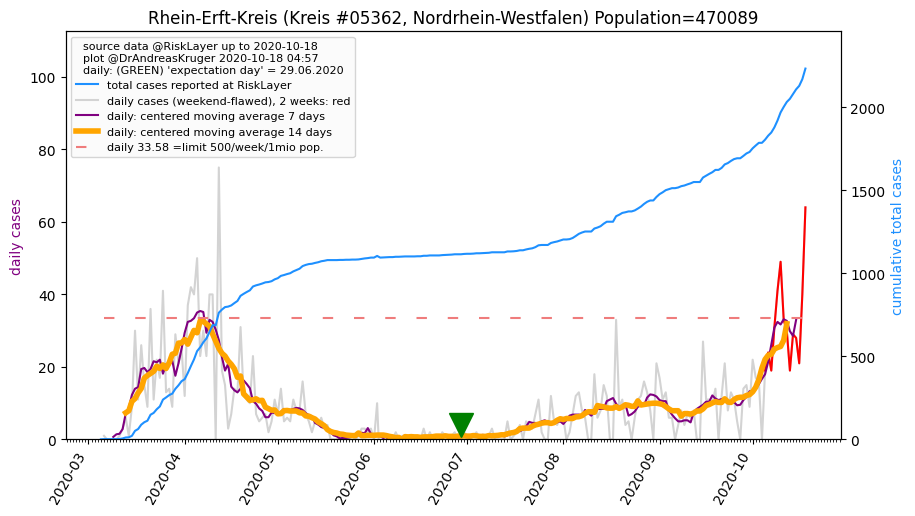 Rhein-Erft-Kreis (Kreis #05362, Nordrhein-Westfalen) Population=470089
source data @RiskLayer up to 2020-10-18
plot @DrAndreasKruger 2020-10-18 04:57
daily: (GREEN) 'expectation day' = 29.06.2020
total cases reported at RiskLayer
daily cases (weekend-flawed), 2 weeks: red
daily: centered moving average 7 days
daily: centered moving average 14 days
daily 33.58 =limit 500/week/1mio pop.
daily cases
100
80
60
40
20
0
cumulative total cases
2000
1500
1000
500
0
2020-03
2020-04
2020-05
2020-06
2020-07
2020-08
2020-09
2020-10